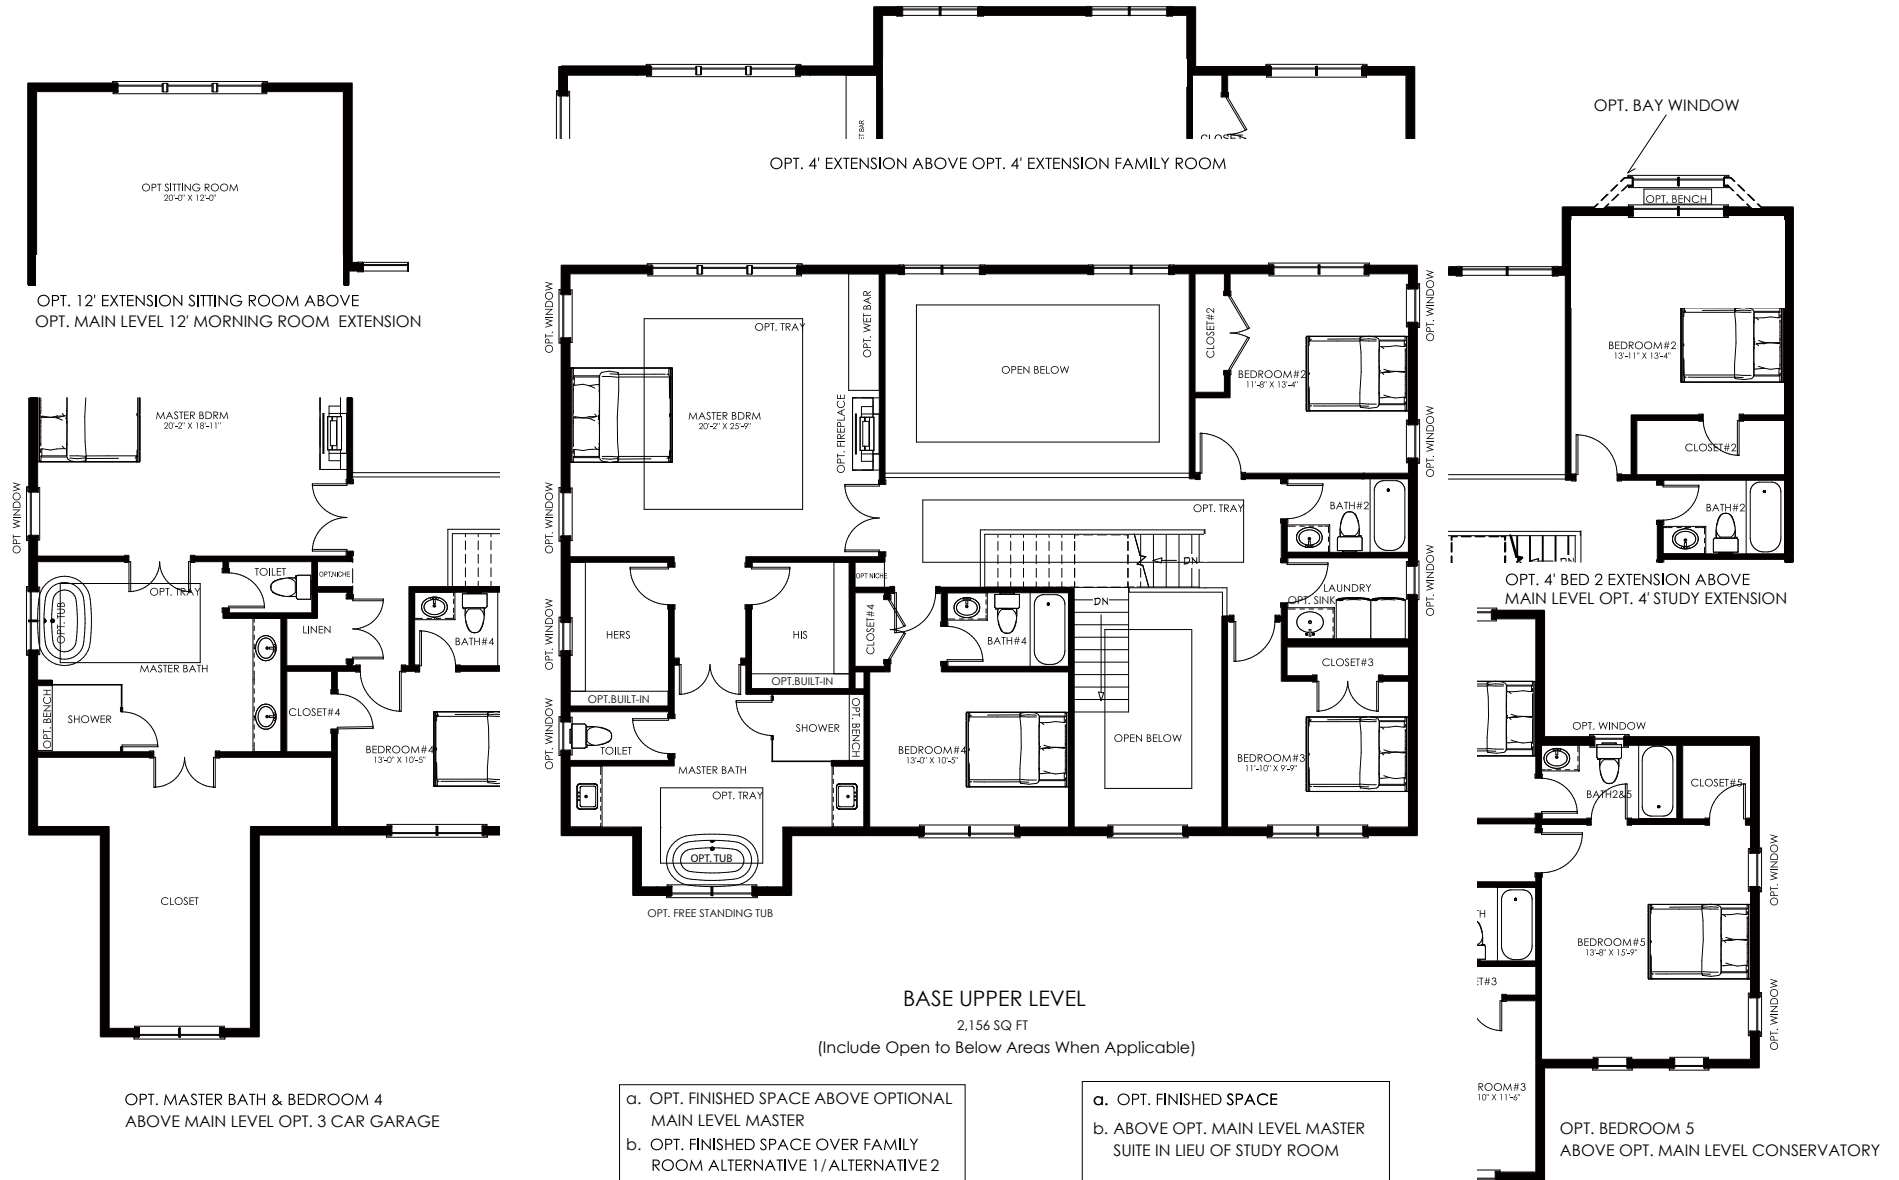 OPT. 4' EXTENSION ABOVE OPT. 4' EXTENSION FAMILY ROOM
CLOSET
OPT SITTING ROOM
20'-0" X 12'-0"
OPT. 12' EXTENSION SITTING ROOM ABOVE
OPT. MAIN LEVEL 12' MORNING ROOM EXTENSION
MASTER BDRM
20'-2" X 18'-11"
OPT. WINDOW
TOILET
OPT.NICHE
OPT. TRAY
OPT. TUB
LINEN
BATH#4
MASTER BATH
OPT. BENCH
SHOWER
CLOSET#4
BEDROOM#4
13'-0" X 10'-5"
CLOSET
OPT. MASTER BATH & BEDROOM 4
ABOVE MAIN LEVEL OPT. 3 CAR GARAGE
OPT. WINDOW
OPT. TRAY
OPT. WET BAR
OPEN BELOW
CLOSET#2
BEDROOM#2
11'-8" X 13'-4"
OPT. WINDOW
MASTER BDRM
20'-2" X 25'-9"
OPT. FIREPLACE
OPT. WINDOW
OPT. WINDOW
OPT. TRAY
BATH#2
DN
OPT NICHE
LAUNDRY
OPT. SINK
OPT. WINDOW
OPT. WINDOW
HERS
HIS
CLOSET#4
BATH#4
DN
CLOSET#3
OPT.BUILT-IN
OPT.BUILT-IN
OPT. WINDOW
TOILET
SHOWER
OPT. BENCH
BEDROOM#4
13'-0" X 10'-5"
OPEN BELOW
BEDROOM#3
11'-10" X 9'-9"
MASTER BATH
OPT. TRAY
OPT. TUB
OPT. FREE STANDING TUB
BASE UPPER LEVEL
2,156 SQ FT
(Include Open to Below Areas When Applicable)
a. OPT. FINISHED SPACE ABOVE OPTIONAL
MAIN LEVEL MASTER
b. OPT. FINISHED SPACE OVER FAMILY
ROOM ALTERNATIVE 1/ALTERNATIVE 2
a. OPT. FINISHED SPACE
b. ABOVE OPT. MAIN LEVEL MASTER
SUITE IN LIEU OF STUDY ROOM
OPT. BAY WINDOW
OPT. BENCH
BEDROOM#2
13'-11" X 13'-4"
CLOSET#2
BATH#2
OPT. 4' BED 2 EXTENSION ABOVE
MAIN LEVEL OPT. 4' STUDY EXTENSION
OPT. WINDOW
BATH2&5
CLOSET#5
OPT. WINDOW
BEDROOM#5
13'-8" X 15'-9"
OPT. WINDOW
ROOM#3
10" X 11'-6"
OPT. BEDROOM 5
ABOVE OPT. MAIN LEVEL CONSERVATORY